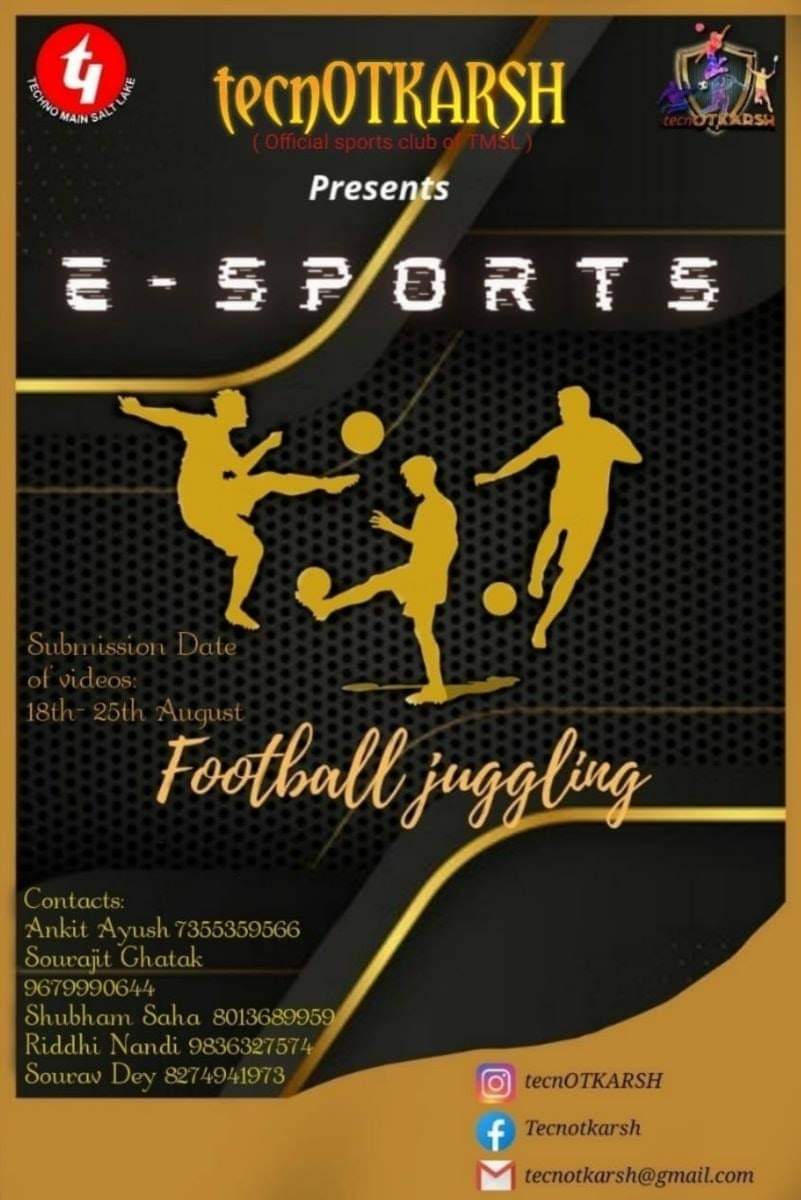 TECHNO MAIN SALT LAKE
tecnOTKARSH
( Official sports club of TMSL )
tecnOTKARSH
Presents
E-SPORTS
Submission Date
of videos:
18th- 25th August
Football juggling
Contacts:
Ankit Ayush 7355359566
Sourajit Ghatak
9679990644
Shubham Saha 8013689959
Riddhi Nandi 9836327574
Sourav Dey 8274941973
tecnOTKARSH
Tecnotkarsh
tecnotkarsh@gmail.com